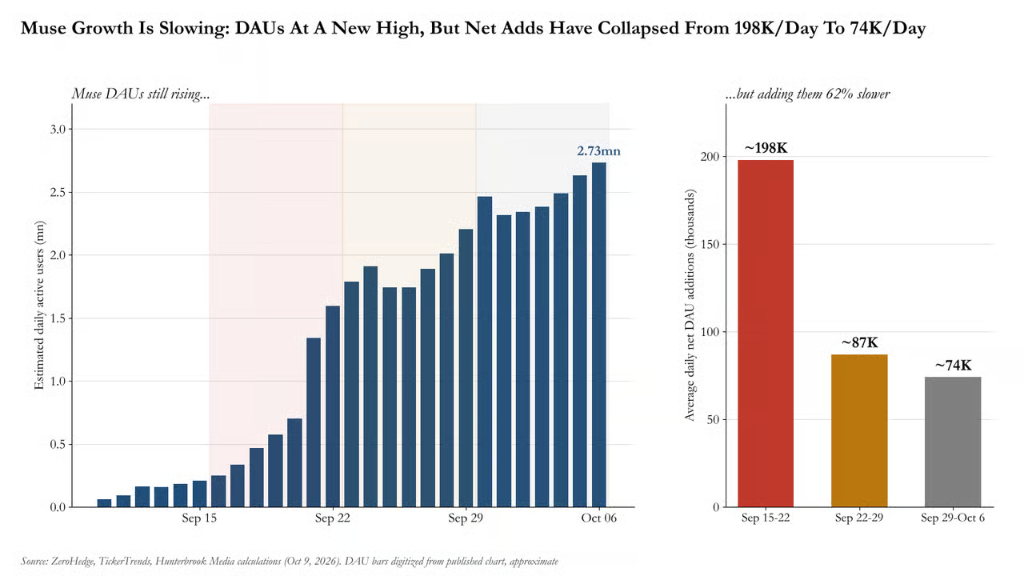 Muse Growth Is Slowing: DAUs At A New High, But Net Adds Have Collapsed From 198K/Day To 74K/Day
Muse DAUs still rising...
Estimated daily active users (mn)
3.0
2.5
2.0
1.5
1.0
0.5
0.0
2.73mn
Sep 15
Sep 22
Sep 29
Oct 06
...but adding them 62% slower
Average daily net DAU additions (thousands)
200
150
100
50
0
~198K
~87K
~74K
Sep 15-22
Sep 22-29
Sep 29-Oct 6
Source: ZeroHedge, TickerTrends, Hunterbrook Media calculations (Oct 9, 2026). DAU bars digitized from published chart, approximate